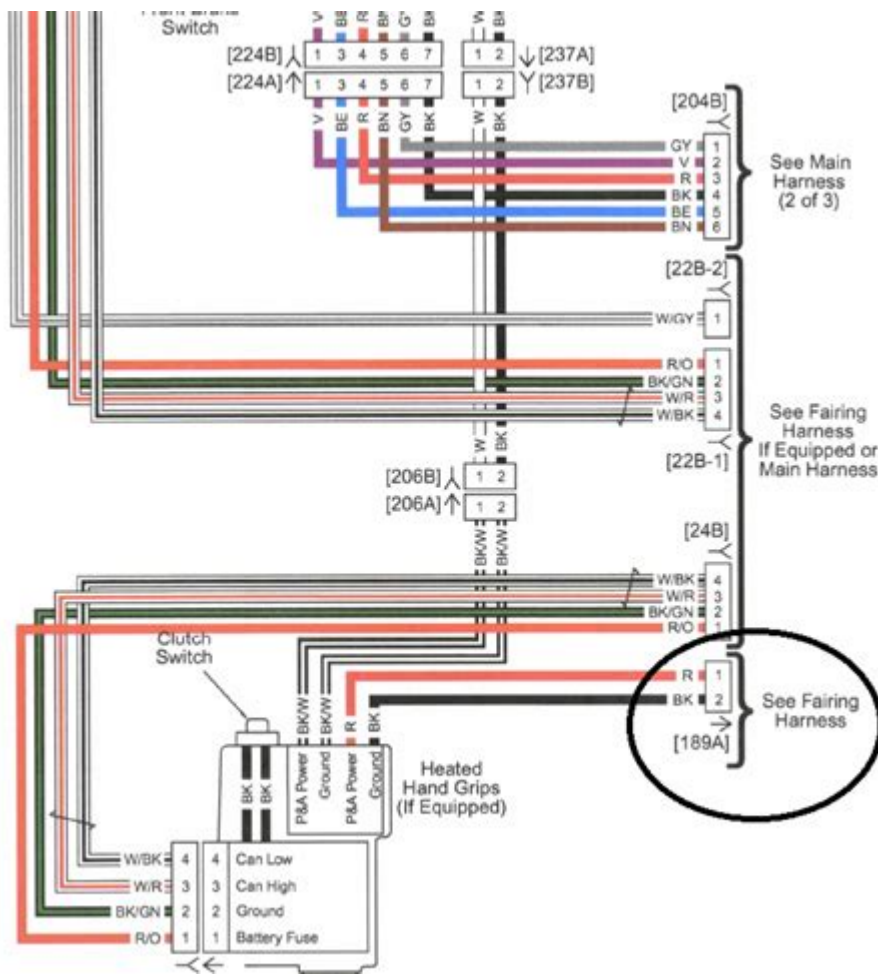 Switch
[224B]
1 3 4 5 6 7
1 2
[237A]
[224A]
1 3 4 5 6 7
1 2
[237B]
V BE R BN GY BK
W BK
[204B]
GY 1
V 2
R 3
BK 4
BE 5
BN 6
See Main
Harness
(2 of 3)
[22B-2]
W/GY 1
R/O 1
BK/GN 2
W/R 3
W/BK 4
[22B-1]
See Fairing
Harness
If Equipped or
Main Harness
W BK
[206B]
1 2
[206A]
1 2
BK/W BK/W
[24B]
W/BK 4
W/R 3
BK/GN 2
R/O 1
Clutch
Switch
R 1
BK 2
[189A]
See Fairing
Harness
BK/W BK/W R BK
P&A Power
Ground
P&A Power
Ground
Heated
Hand Grips
(If Equipped)
BK BK
W/BK 4 4 Can Low
W/R 3 3 Can High
BK/GN 2 2 Ground
R/O 1 1 Battery Fuse